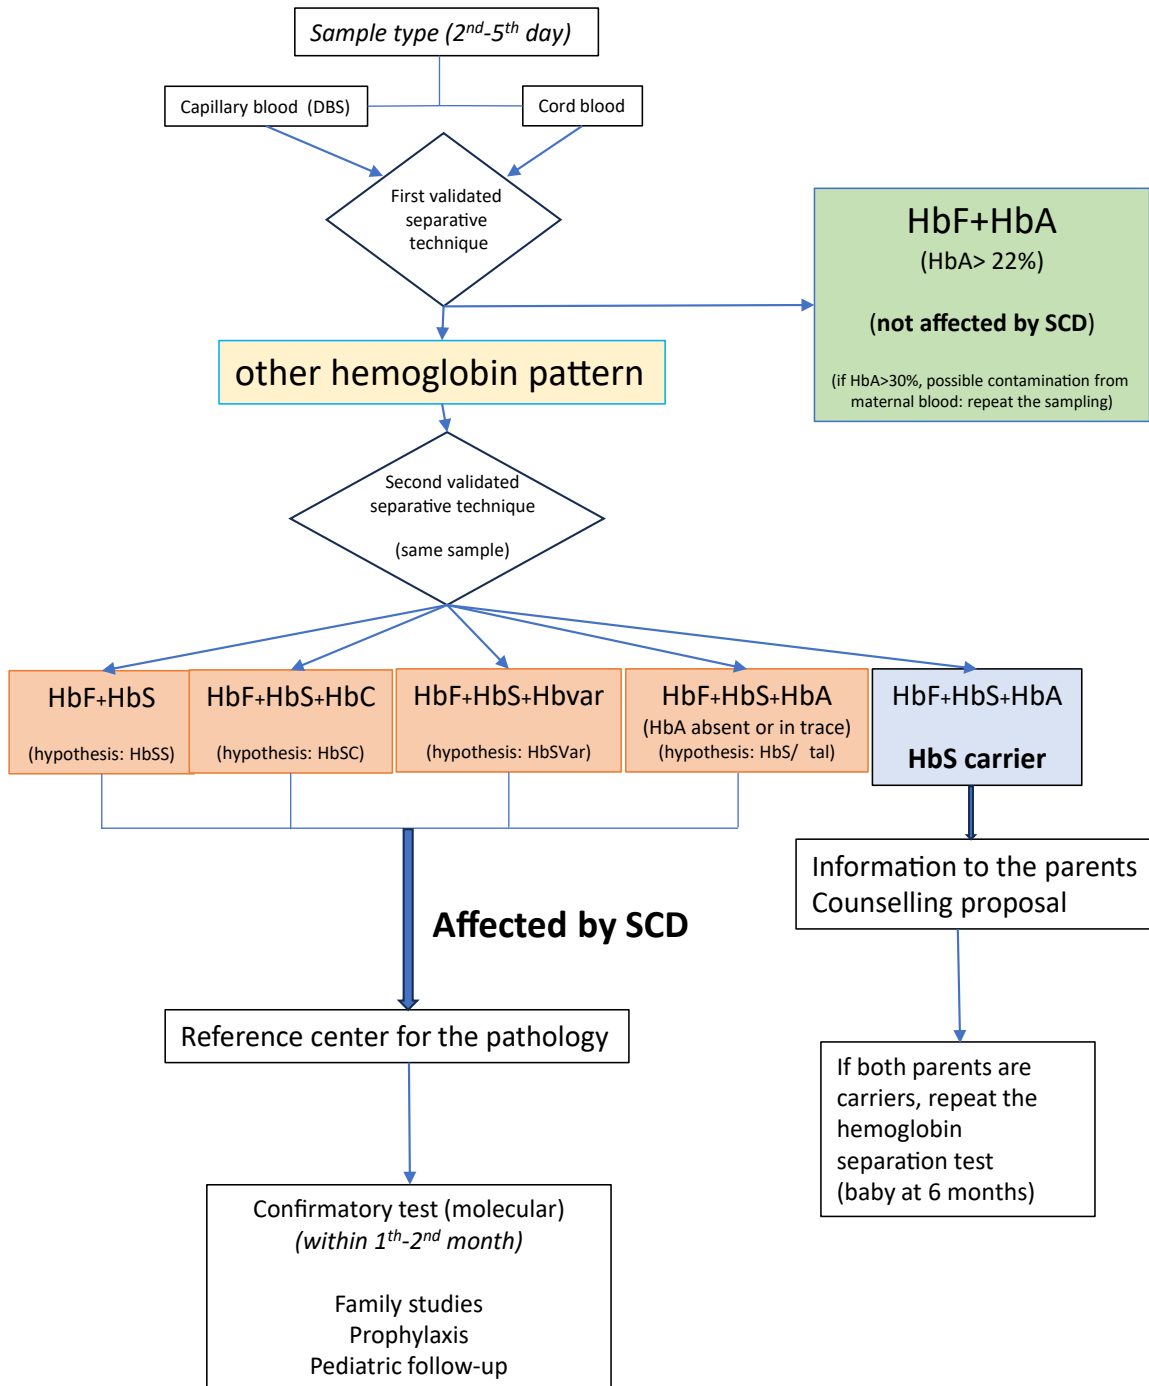 Sample type (2nd-5th day)
Capillary blood (DBS)
Cord blood
First validated
separative
technique
HbF+HbA
(HbA> 22%)
(not affected by SCD)
(if HbA>30%, possible contamination from
maternal blood: repeat the sampling)
other hemoglobin pattern
Second validated
separative technique
(same sample)
HbF+HbS
(hypothesis: HbSS)
HbF+HbS+HbC
(hypothesis: HbSC)
HbF+HbS+Hbvar
(hypothesis: HbSVar)
HbF+HbS+HbA
(HbA absent or in trace)
(hypothesis: HbS/ tal)
HbF+HbS+HbA
HbS carrier
Affected by SCD
Information to the parents
Counselling proposal
Reference center for the pathology
If both parents are
carriers, repeat the
hemoglobin
separation test
(baby at 6 months)
Confirmatory test (molecular)
(within 1th-2nd month)
Family studies
Prophylaxis
Pediatric follow-up